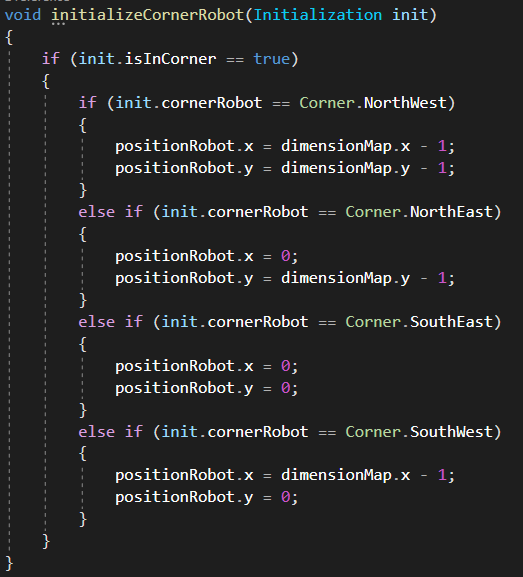 void initializeCornerRobot(Initialization init)
{
    if (init.isInCorner == true)
    {
        if (init.cornerRobot == Corner.NorthWest)
        {
            positionRobot.x = dimensionMap.x - 1;
            positionRobot.y = dimensionMap.y - 1;
        }
        else if (init.cornerRobot == Corner.NorthEast)
        {
            positionRobot.x = 0;
            positionRobot.y = dimensionMap.y - 1;
        }
        else if (init.cornerRobot == Corner.SouthEast)
        {
            positionRobot.x = 0;
            positionRobot.y = 0;
        }
        else if (init.cornerRobot == Corner.SouthWest)
        {
            positionRobot.x = dimensionMap.x - 1;
            positionRobot.y = 0;
        }
    }
}